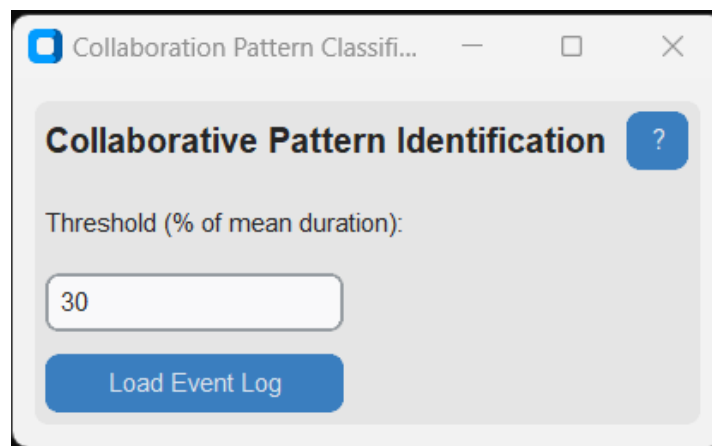 Collaboration Pattern Classifi...
Collaborative Pattern Identification ?
Threshold (% of mean duration):
30
Load Event Log